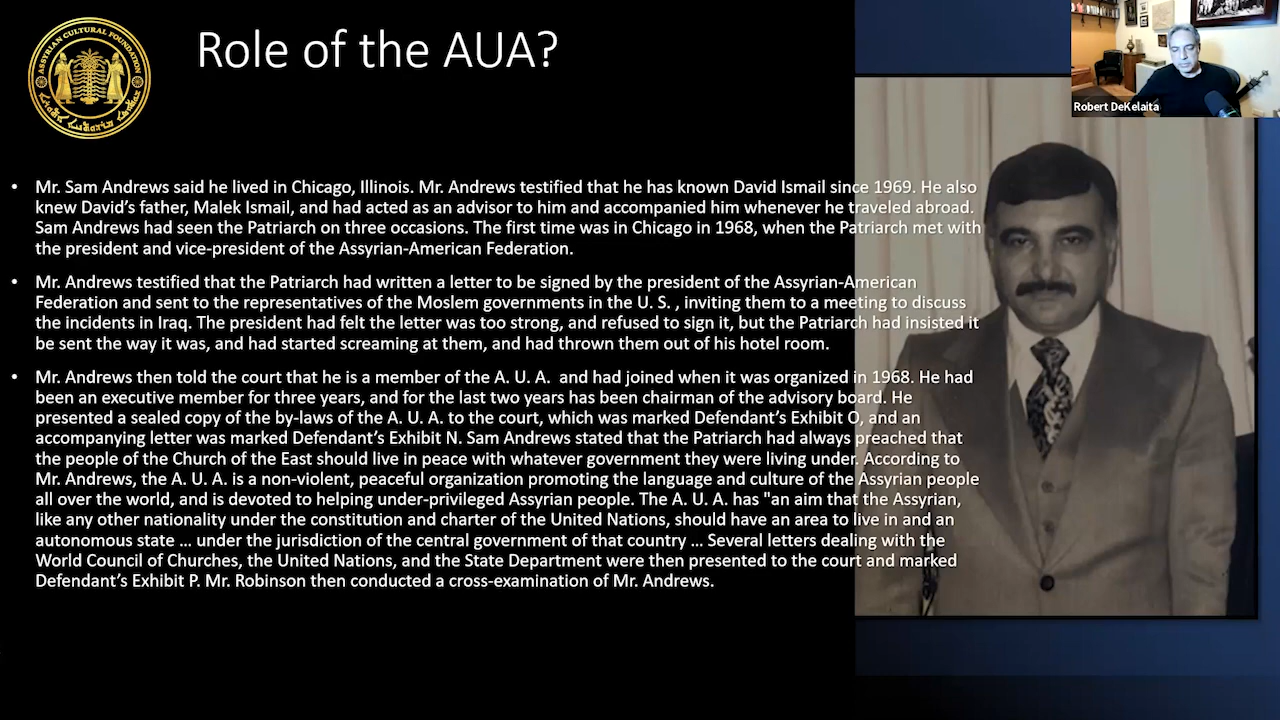 ASSYRIAN CULTURAL FOUNDATION
Role of the AUA?
Robert DeKelaita
• Mr. Sam Andrews said he lived in Chicago, Illinois. Mr. Andrews testified that he has known David Ismail since 1969. He also
knew David’s father, Malek Ismail, and had acted as an advisor to him and accompanied him whenever he traveled abroad.
Sam Andrews had seen the Patriarch on three occasions. The first time was in Chicago in 1968, when the Patriarch met with
the president and vice-president of the Assyrian-American Federation.
• Mr. Andrews testified that the Patriarch had written a letter to be signed by the president of the Assyrian-American
Federation and sent to the representatives of the Moslem governments in the U. S. , inviting them to a meeting to discuss
the incidents in Iraq. The president had felt the letter was too strong, and refused to sign it, but the Patriarch had insisted it
be sent the way it was, and had started screaming at them, and had thrown them out of his hotel room.
• Mr. Andrews then told the court that he is a member of the A. U. A.  and had joined when it was organized in 1968. He had
been an executive member for three years, and for the last two years has been chairman of the advisory board. He
presented a sealed copy of the by-laws of the A. U. A. to the court, which was marked Defendant’s Exhibit O, and an
accompanying letter was marked Defendant’s Exhibit N. Sam Andrews stated that the Patriarch had always preached that
the people of the Church of the East should live in peace with whatever government they were living under. According to
Mr. Andrews, the A. U. A. is a non-violent, peaceful organization promoting the language and culture of the Assyrian people
all over the world, and is devoted to helping under-privileged Assyrian people. The A. U. A. has "an aim that the Assyrian,
like any other nationality under the constitution and charter of the United Nations, should have an area to live in and an
autonomous state … under the jurisdiction of the central government of that country … Several letters dealing with the
World Council of Churches, the United Nations, and the State Department were then presented to the court and marked
Defendant’s Exhibit P. Mr. Robinson then conducted a cross-examination of Mr. Andrews.